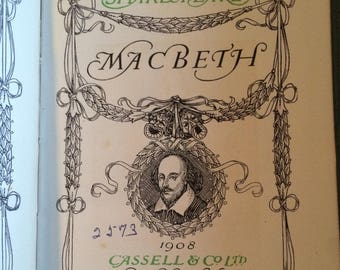 MACBETH
2573
1908
CASSELL & CO LTD